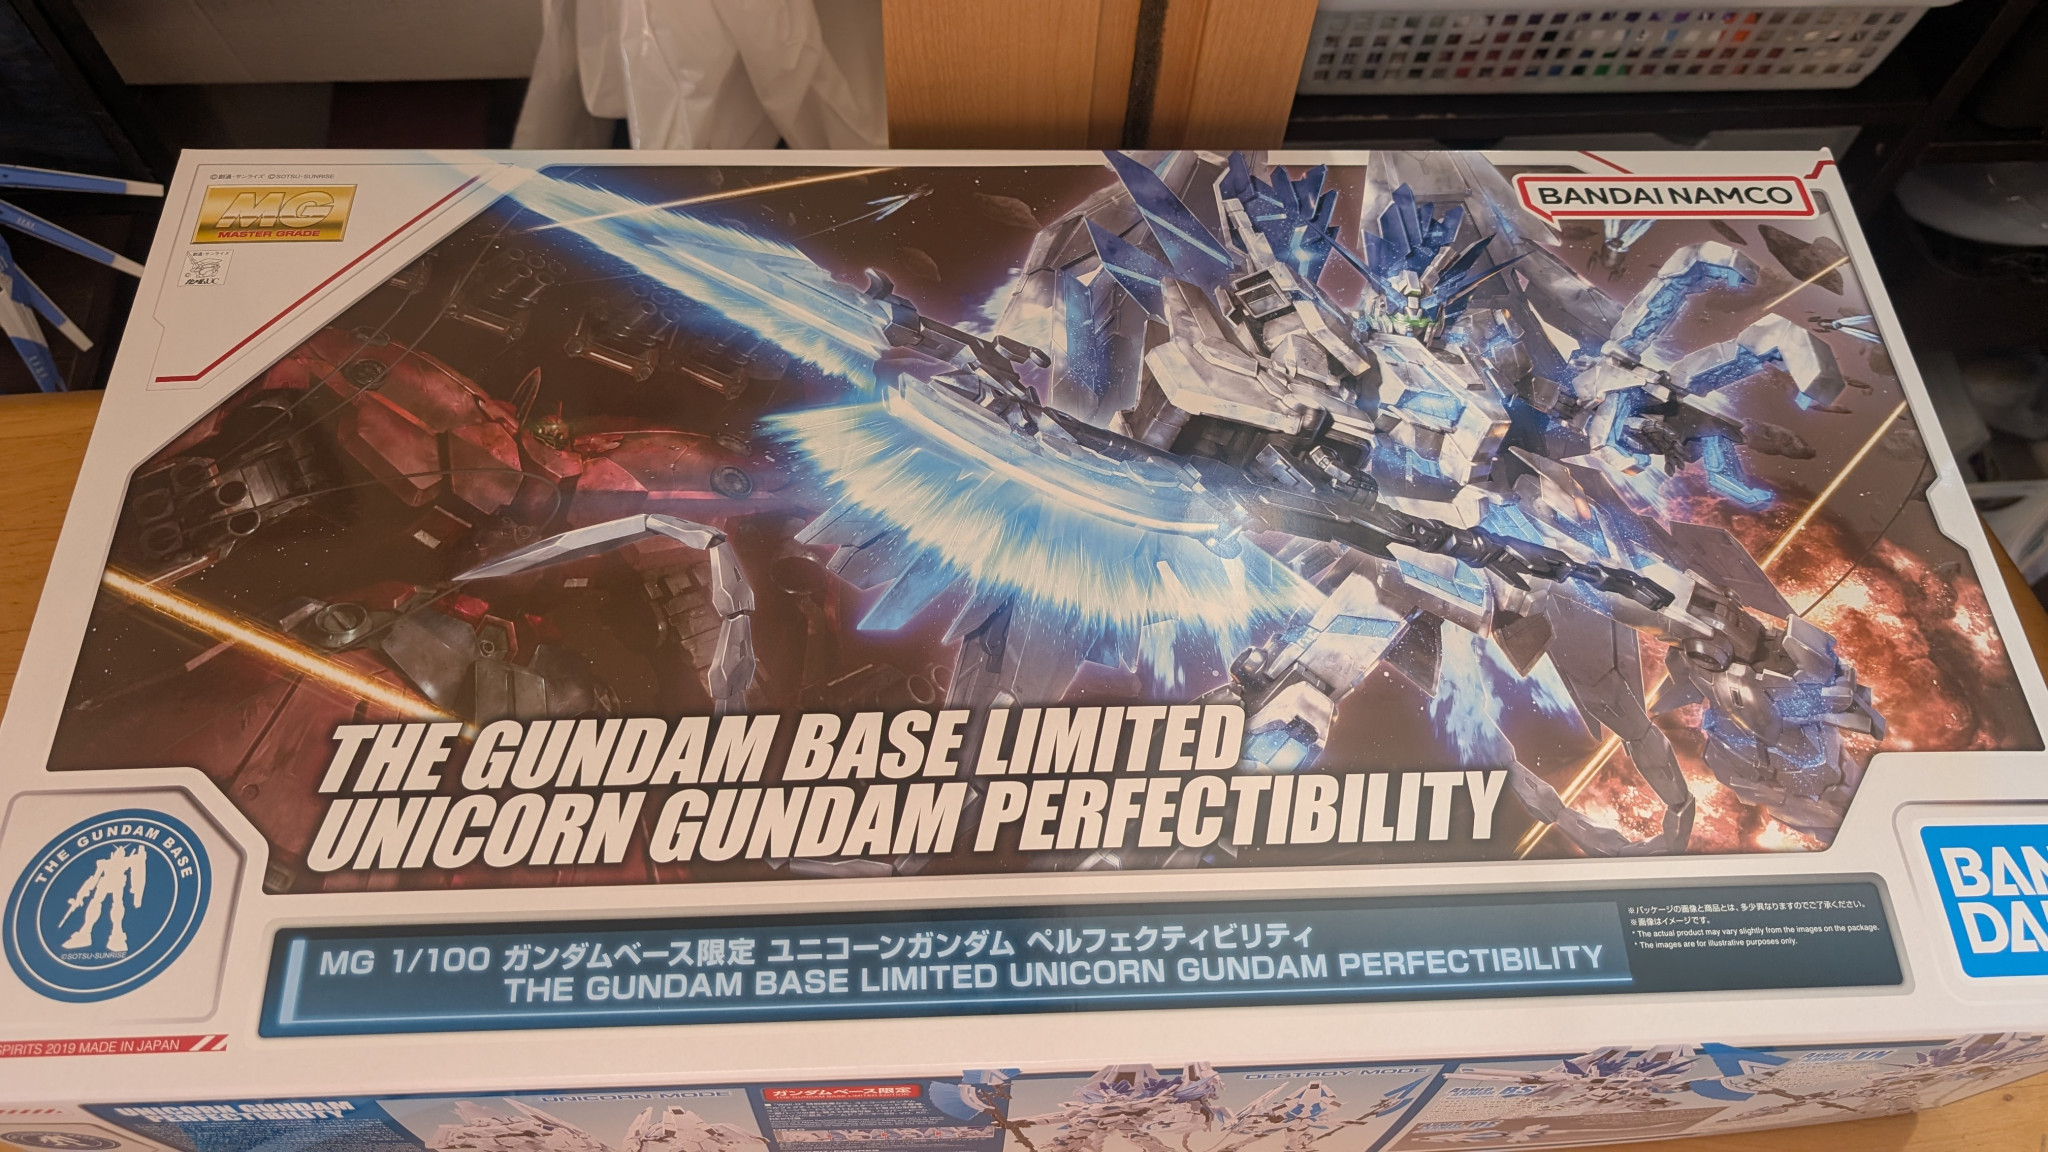 ©創通・サンライズ ©SOTSU・SUNRISE
MG
MASTER GRADE
BANDAI NAMCO
THE GUNDAM BASE LIMITED
UNICORN GUNDAM PERFECTIBILITY
THE GUNDAM BASE
©SOTSU・SUNRISE
MG 1/100 ガンダムベース限定 ユニコーンガンダム ペルフェクティビリティ
THE GUNDAM BASE LIMITED UNICORN GUNDAM PERFECTIBILITY
※パッケージの画像と商品とは、多少異なりますのでご了承ください。
※画像はイメージです。
* The actual product may vary slightly from the images on the package.
* The images are for illustrative purposes only.
BAN
DA
SPIRITS 2019 MADE IN JAPAN
UNICORN GUNDAM
PERFECTIBILITY
UNICORN MODE
ガンダムベース限定
DESTROY MODE